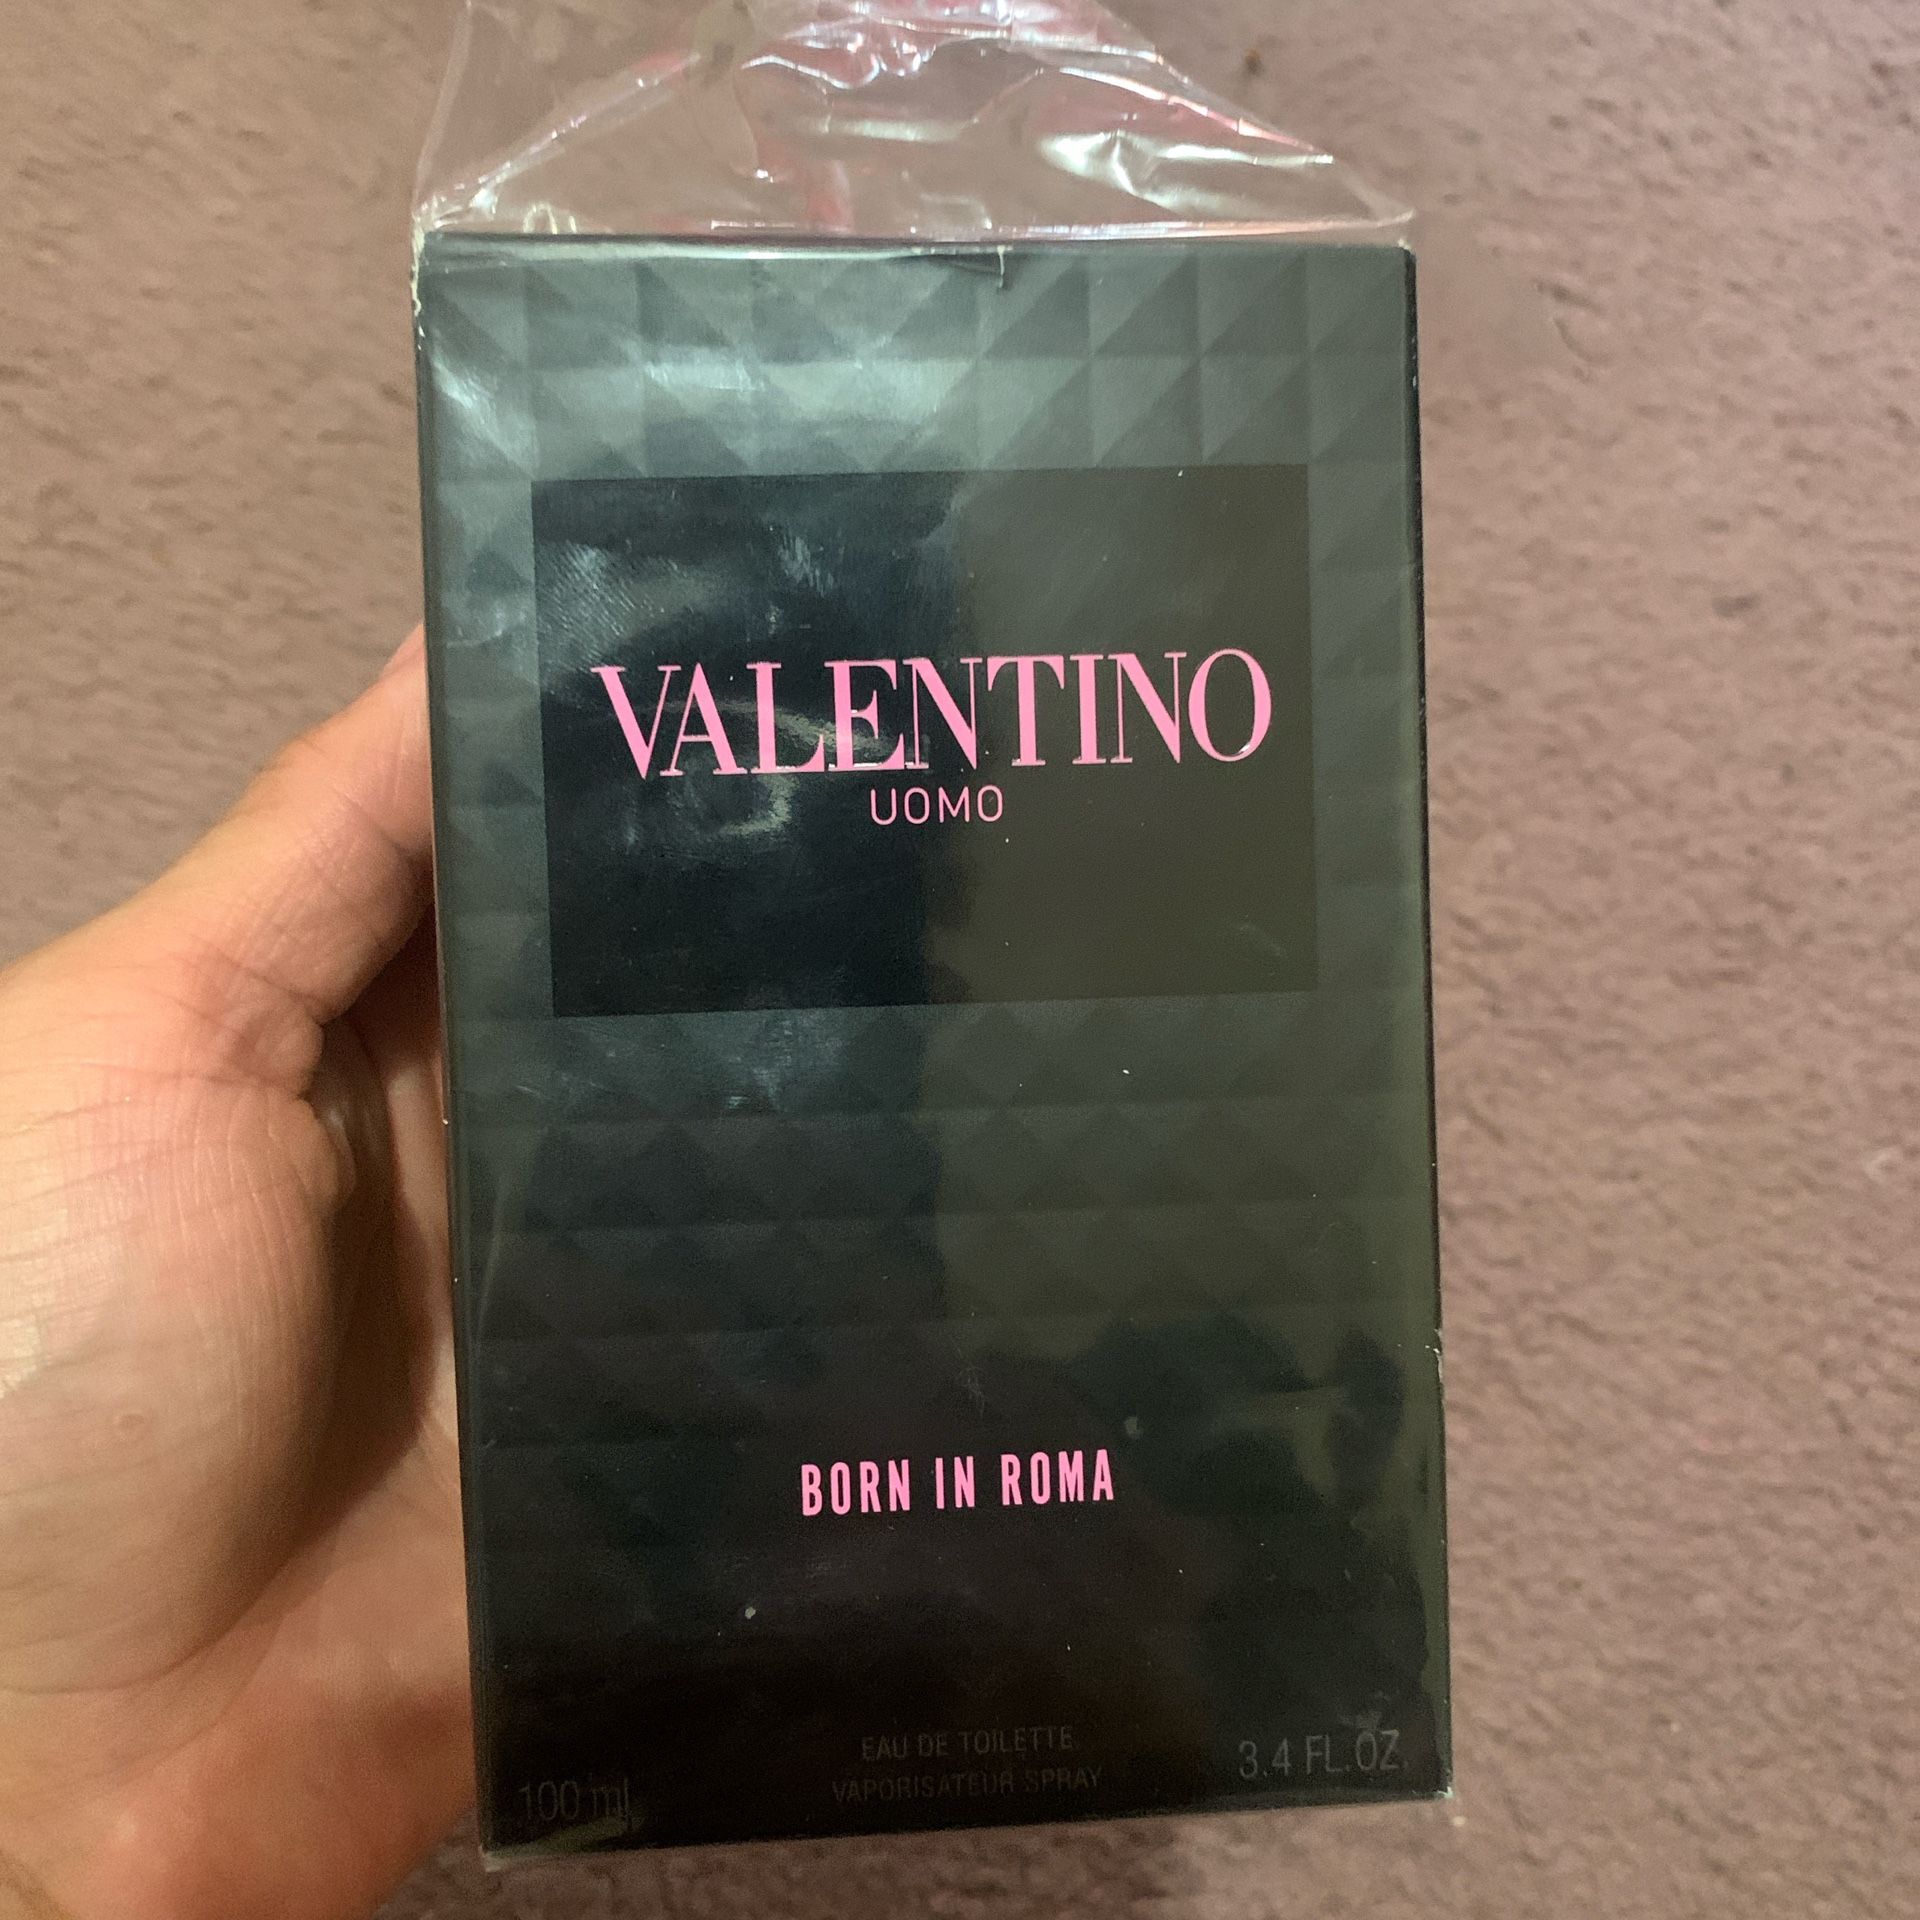 VALENTINO
UOMO
BORN IN ROMA
EAU DE TOILETTE
VAPORISATEUR SPRAY
100 ml
3.4 FL.OZ.